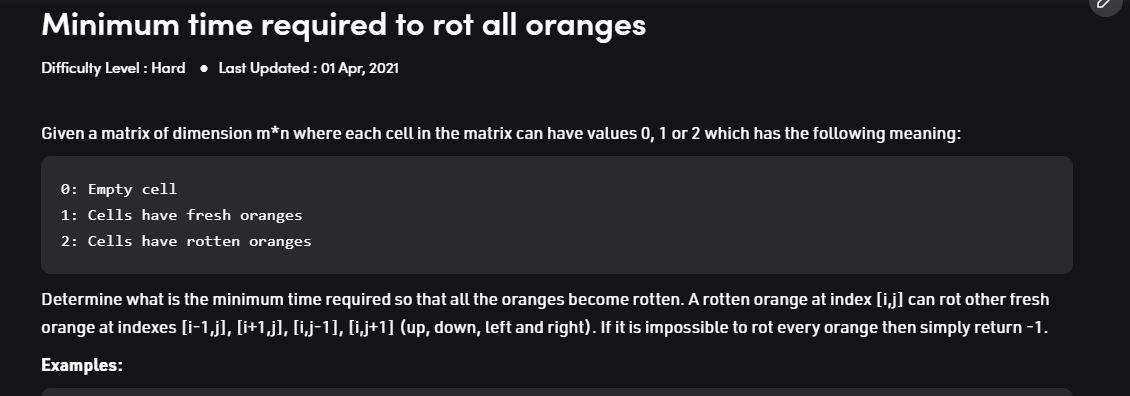 Minimum time required to rot all oranges
Difficulty Level : Hard • Last Updated : 01 Apr, 2021
Given a matrix of dimension m*n where each cell in the matrix can have values 0, 1 or 2 which has the following meaning:
0: Empty cell
1: Cells have fresh oranges
2: Cells have rotten oranges
Determine what is the minimum time required so that all the oranges become rotten. A rotten orange at index [i,j] can rot other fresh
orange at indexes [i-1,j], [i+1,j], [i,j-1], [i,j+1] (up, down, left and right). If it is impossible to rot every orange then simply return -1.
Examples: